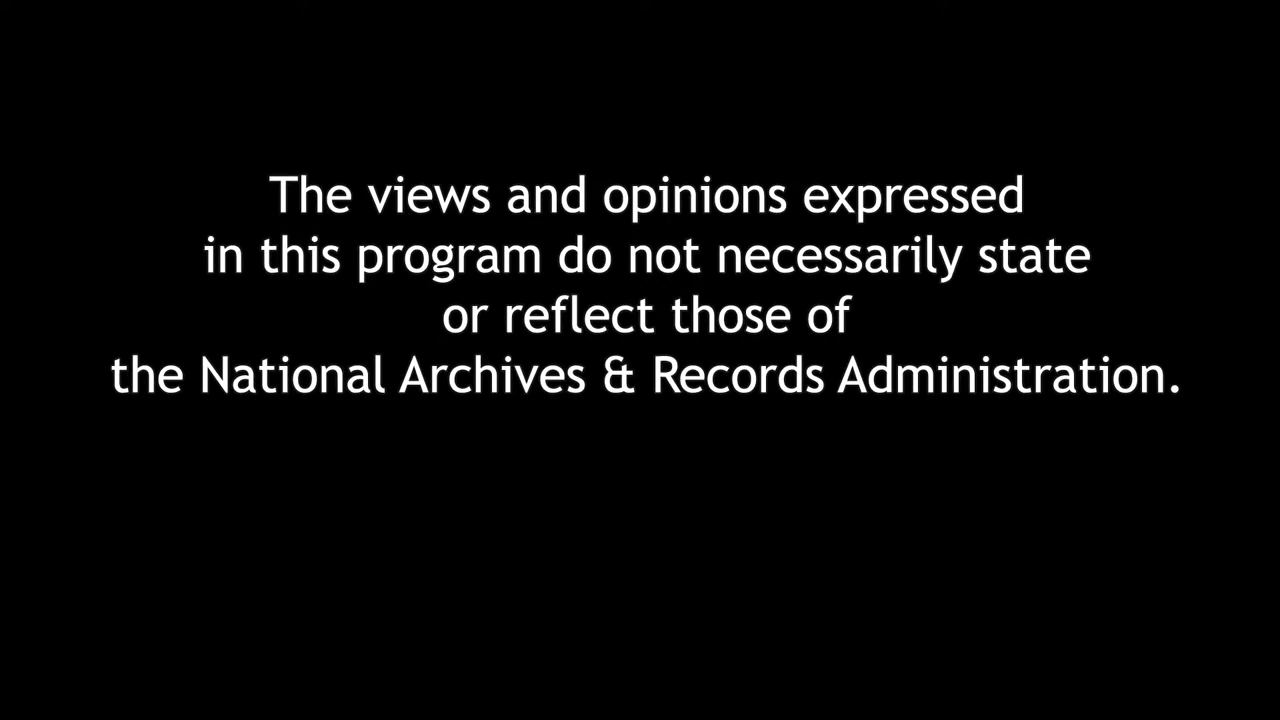 The views and opinions expressed
in this program do not necessarily state
or reflect those of
the National Archives & Records Administration.